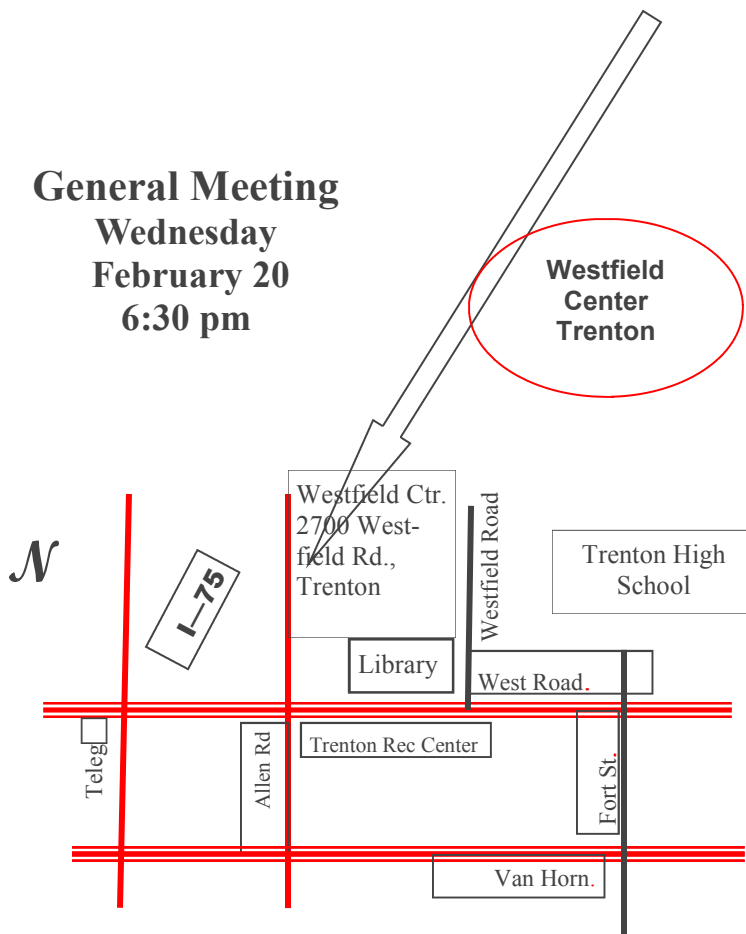 General Meeting
Wednesday
February 20
6:30 pm
Westfield
Center
Trenton
Westfield Ctr.
2700 West-
field Rd.,
Trenton
Westfield Road
Trenton High
School
N
I—75
Library
West Road.
Teleg
Allen Rd
Trenton Rec Center
Fort St.
Van Horn.